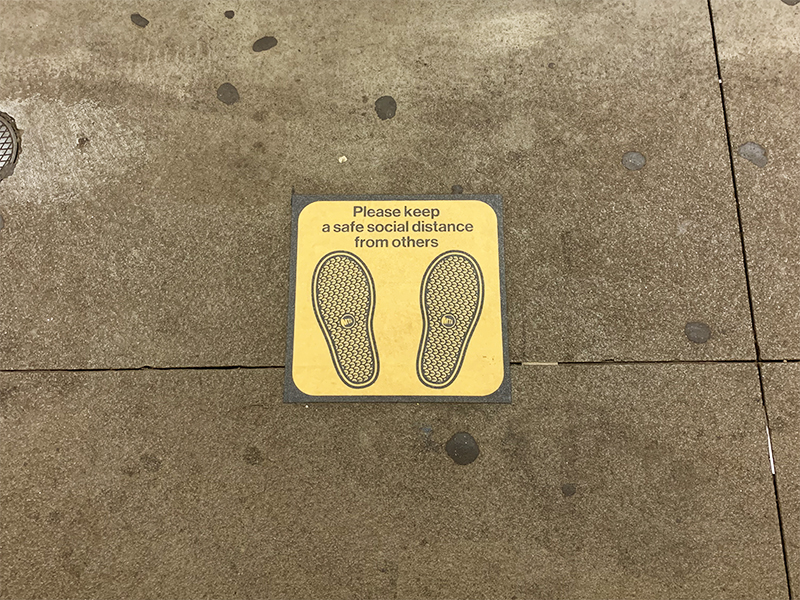 Please keep
a safe social distance
from others